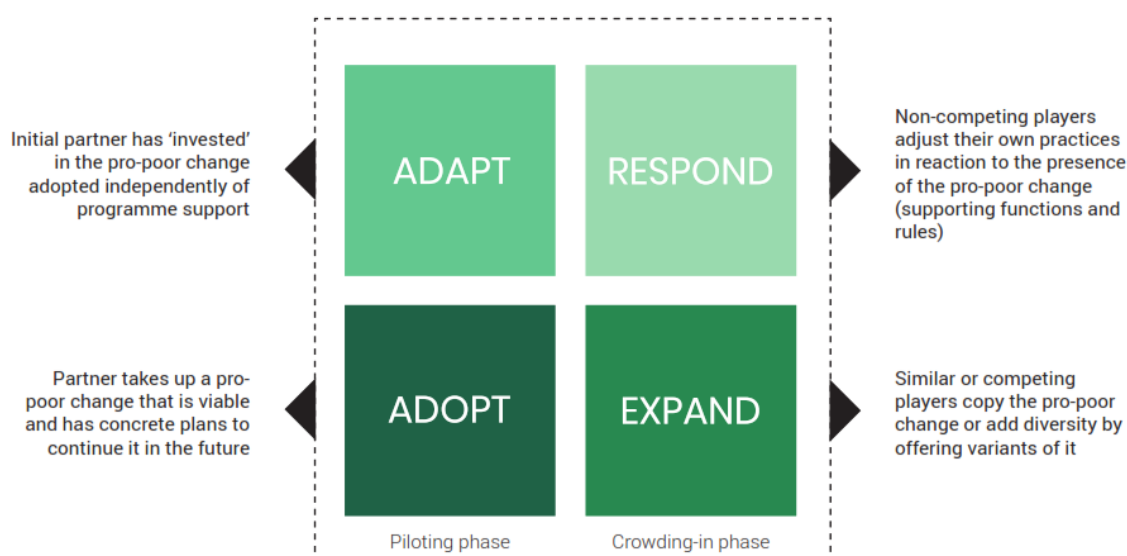 Initial partner has ‘invested’
in the pro-poor change
adopted independently of
programme support
ADAPT
RESPOND
Non-competing players
adjust their own practices
in reaction to the presence
of the pro-poor change
(supporting functions and
rules)
Partner takes up a pro-
poor change that is viable
and has concrete plans to
continue it in the future
ADOPT
EXPAND
Similar or competing
players copy the pro-poor
change or add diversity by
offering variants of it
Piloting phase
Crowding-in phase